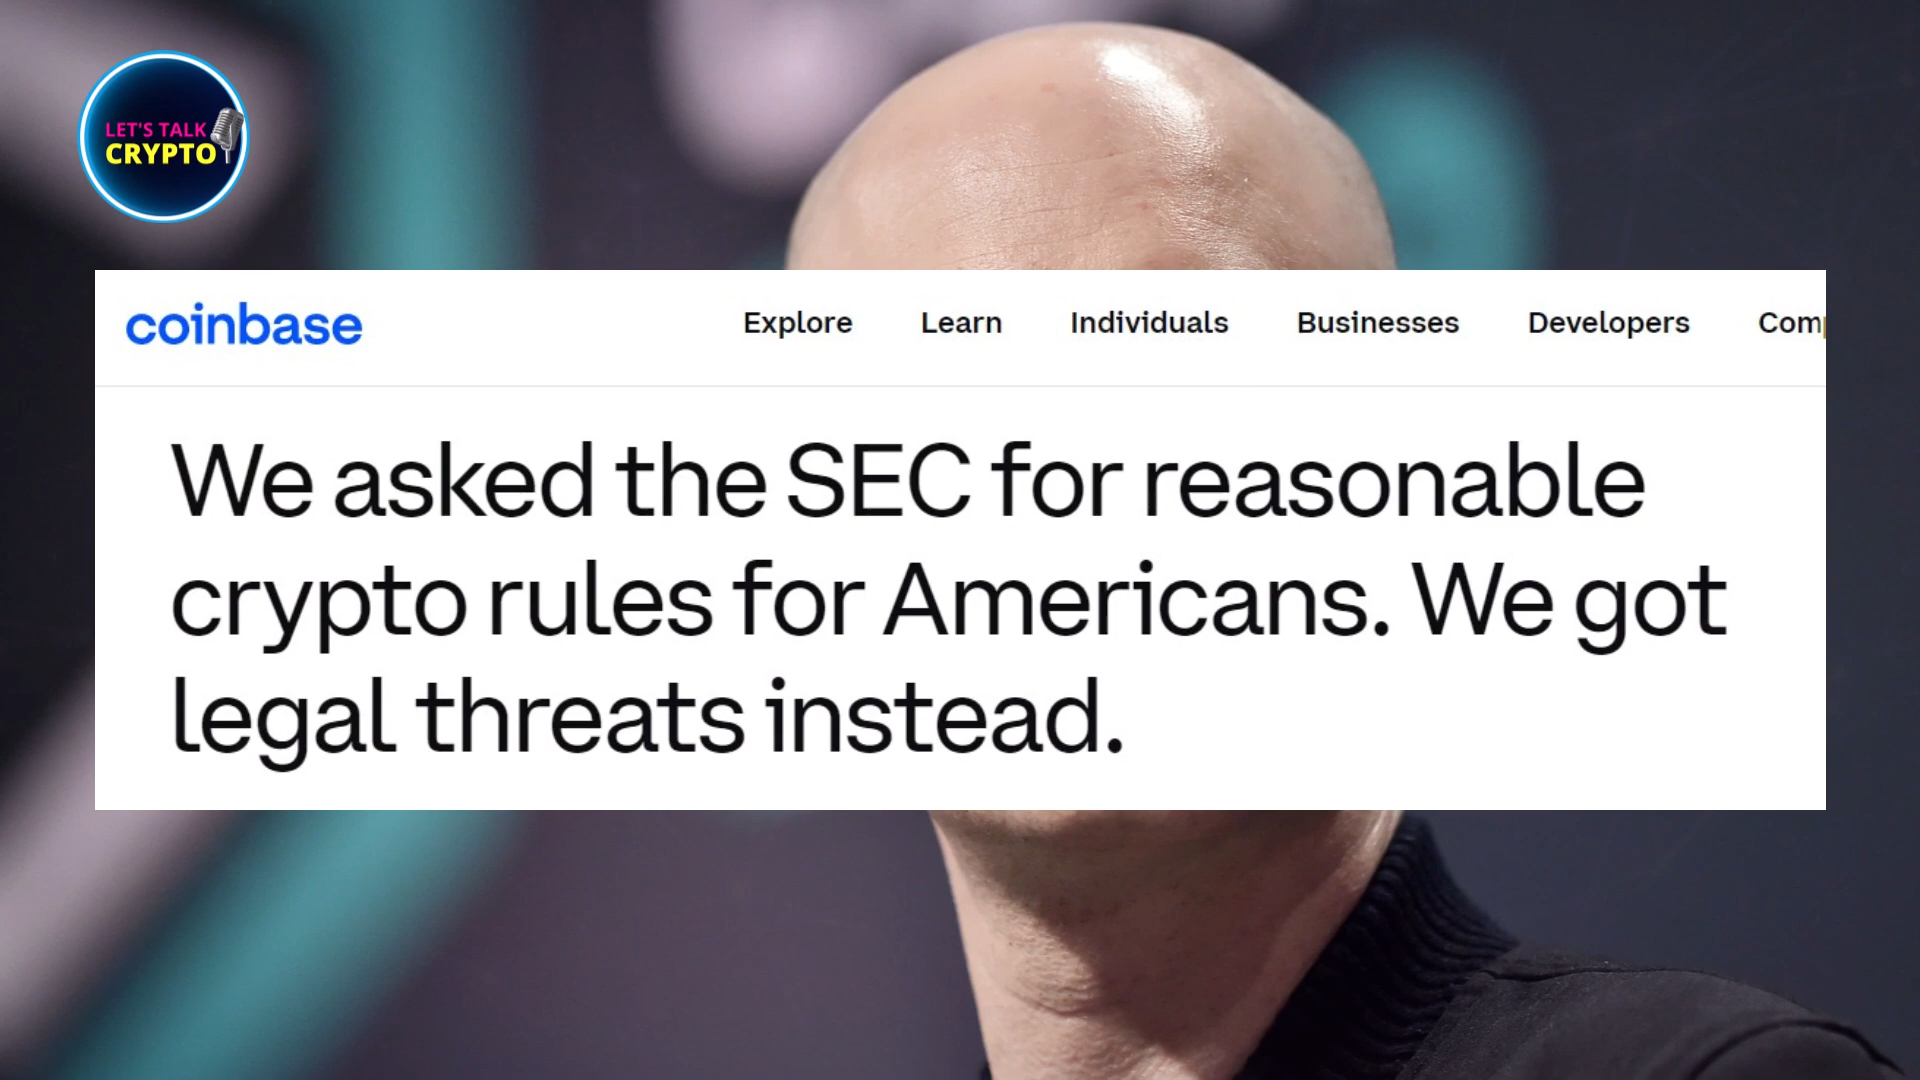 LET'S TALK
CRYPTO
coinbase
Explore Learn Individuals Businesses Developers Com
We asked the SEC for reasonable
crypto rules for Americans. We got
legal threats instead.